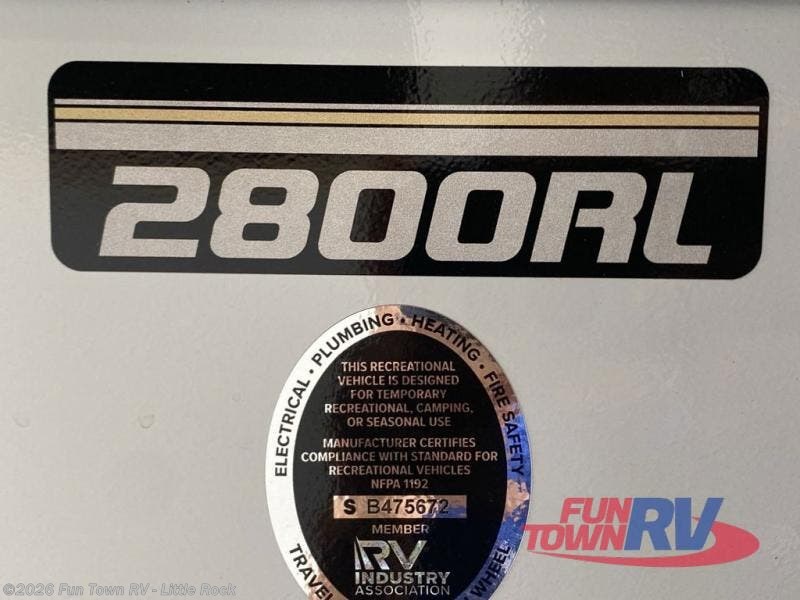 2800RL
ELECTRICAL • PLUMBING • HEATING • FIRE SAFETY
THIS RECREATIONAL
VEHICLE IS DESIGNED
FOR TEMPORARY
RECREATIONAL, CAMPING,
OR SEASONAL USE
MANUFACTURER CERTIFIES
COMPLIANCE WITH STANDARD FOR
RECREATIONAL VEHICLES
NFPA 1192
S B475672
MEMBER
RV
INDUSTRY
ASSOCIATION
TRAVEL
WHEEL
FUN
TOWN RV
©2026 Fun Town RV - Little Rock